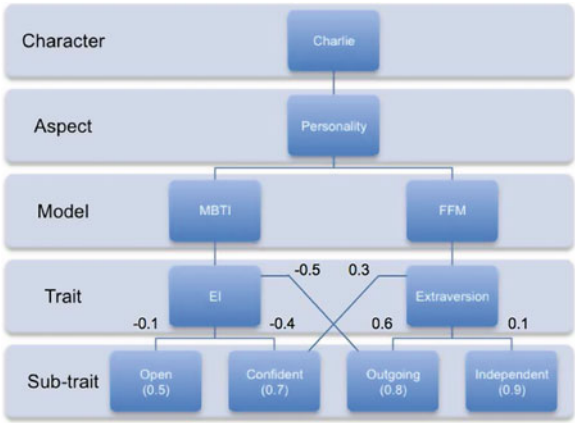 Character
Charlie
Aspect
Personality
Model
MBTI
FFM
Trait
EI
-0.5
0.3
Extraversion
-0.1
-0.4
0.6
0.1
Sub-trait
Open
(0.5)
Confident
(0.7)
Outgoing
(0.8)
Independent
(0.9)